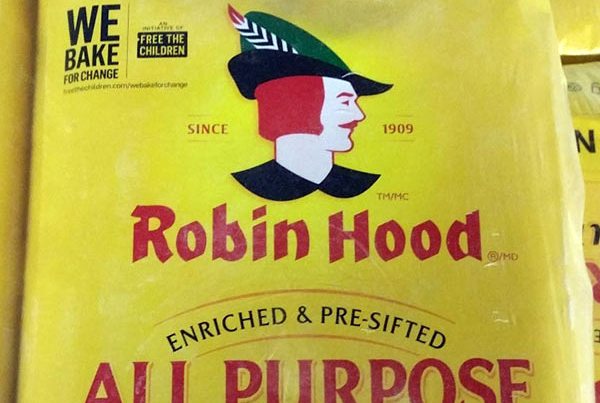 WE
BAKE
FOR CHANGE
AN
INITIATIVE OF
FREE THE
CHILDREN
freethechildren.com/webakeforchange
SINCE
1909
TM/MC
Robin Hood
®/MD
ENRICHED & PRE-SIFTED
ALL PURPOSE
N